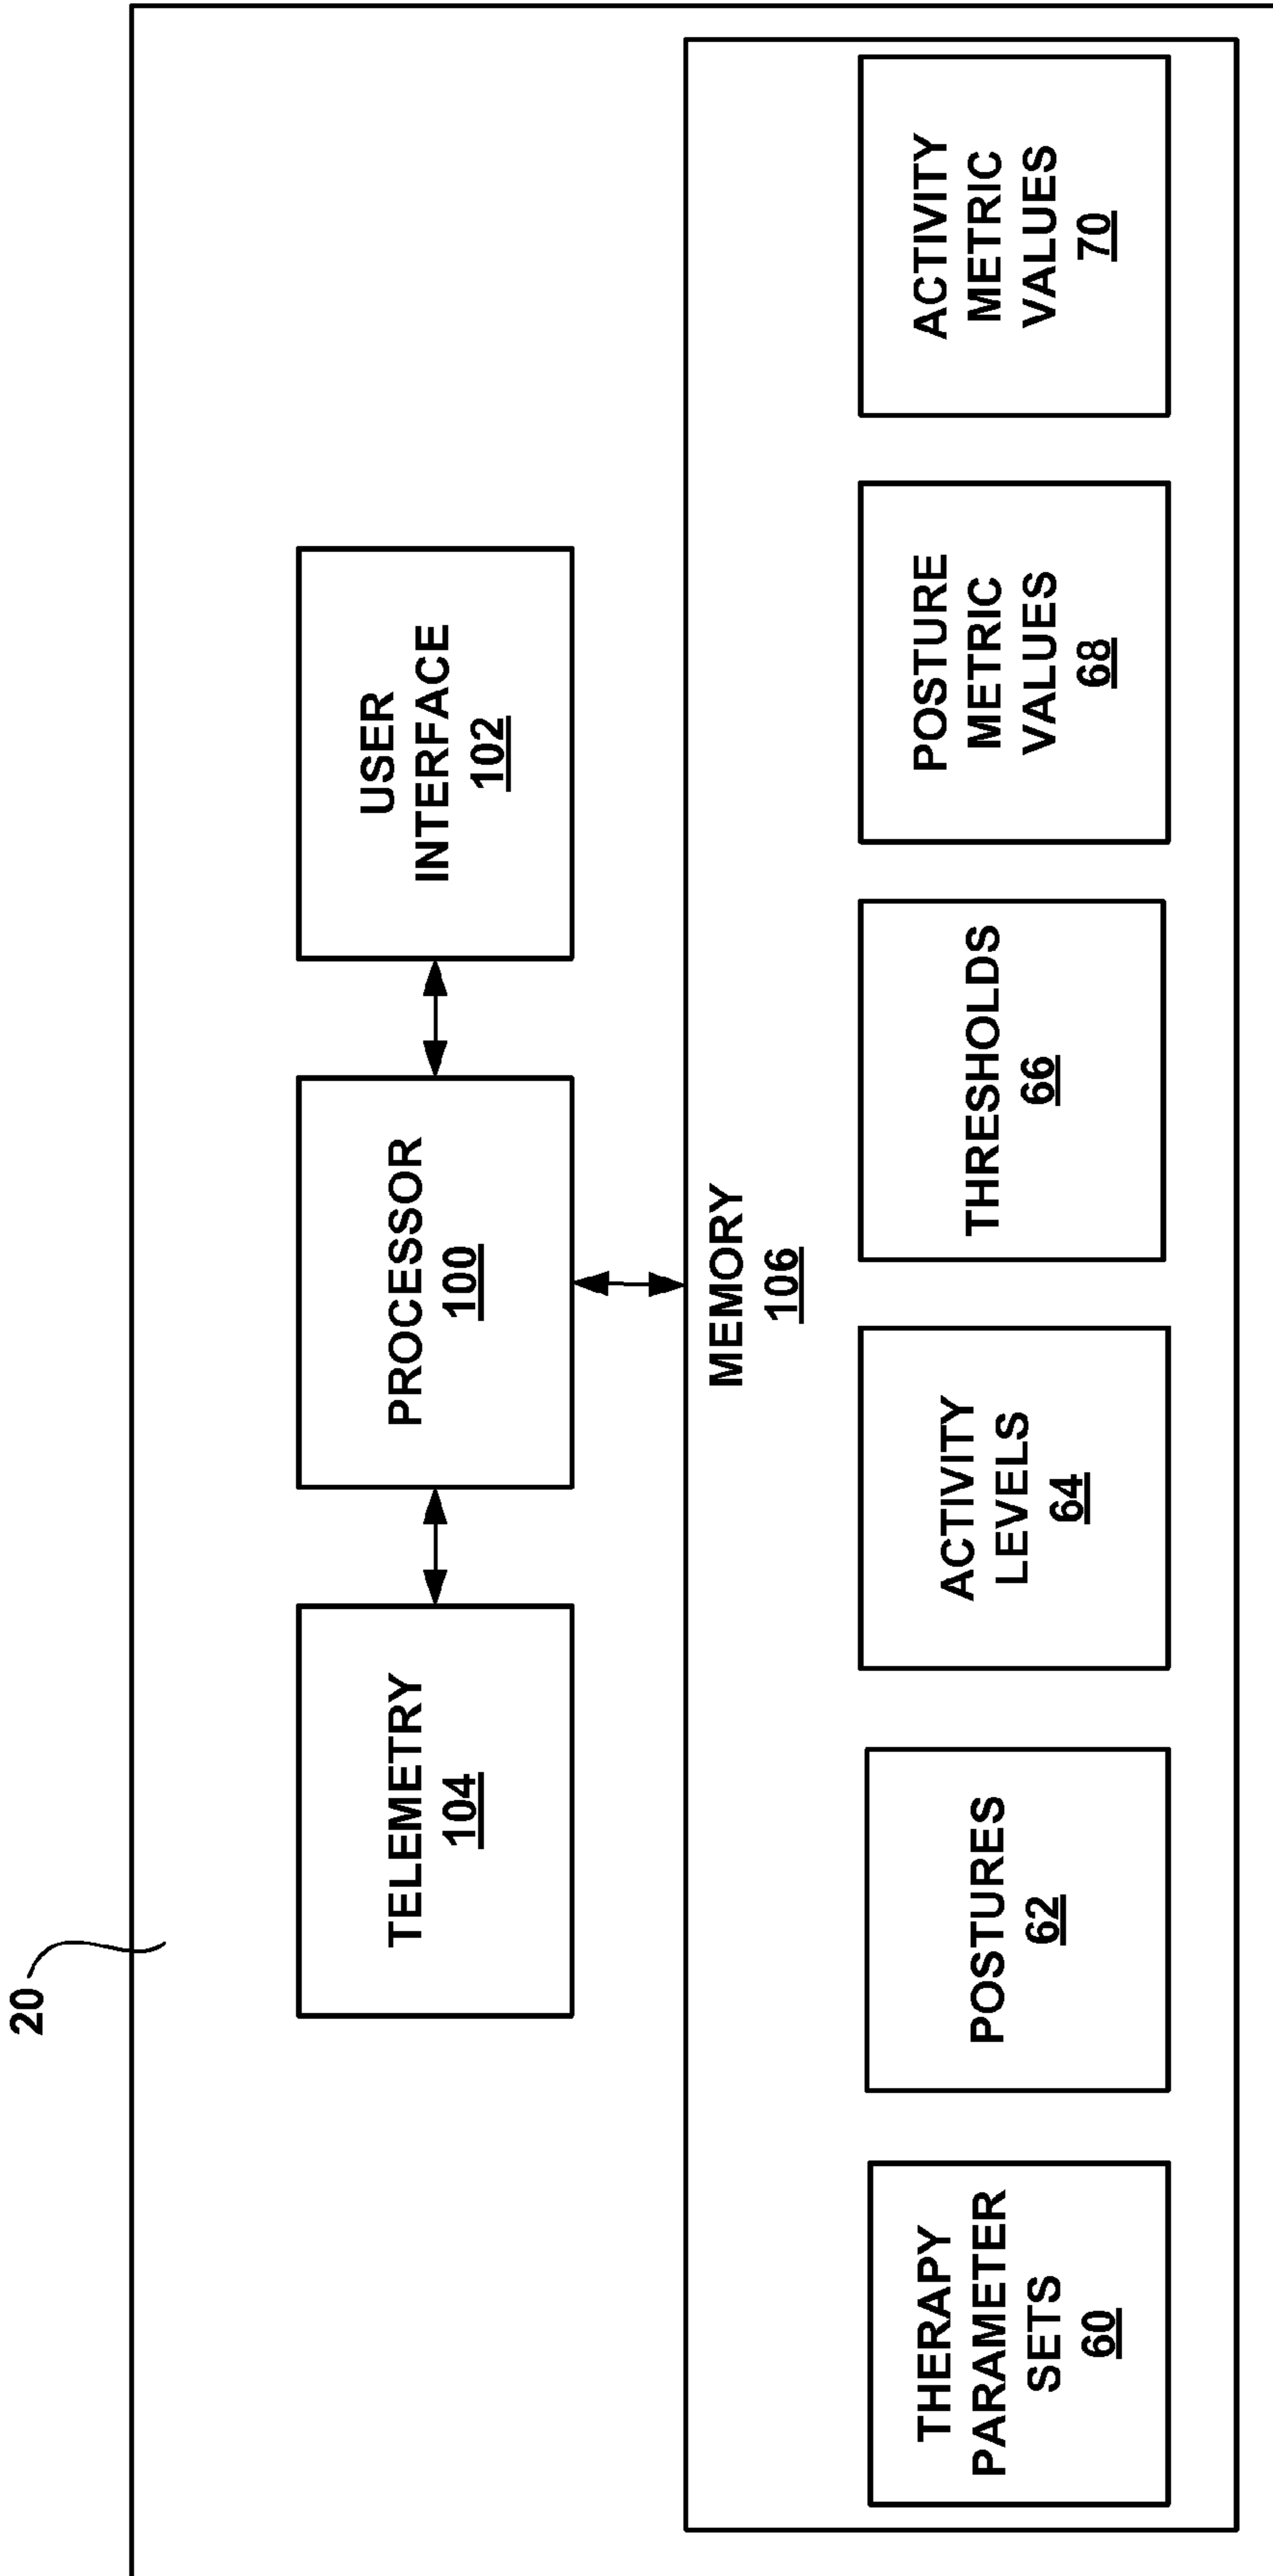 20
TELEMETRY
104
PROCESSOR
100
USER
INTERFACE
102
MEMORY
106
THERAPY
PARAMETER
SETS
60
POSTURES
62
ACTIVITY
LEVELS
64
THRESHOLDS
66
POSTURE
METRIC
VALUES
68
ACTIVITY
METRIC
VALUES
70